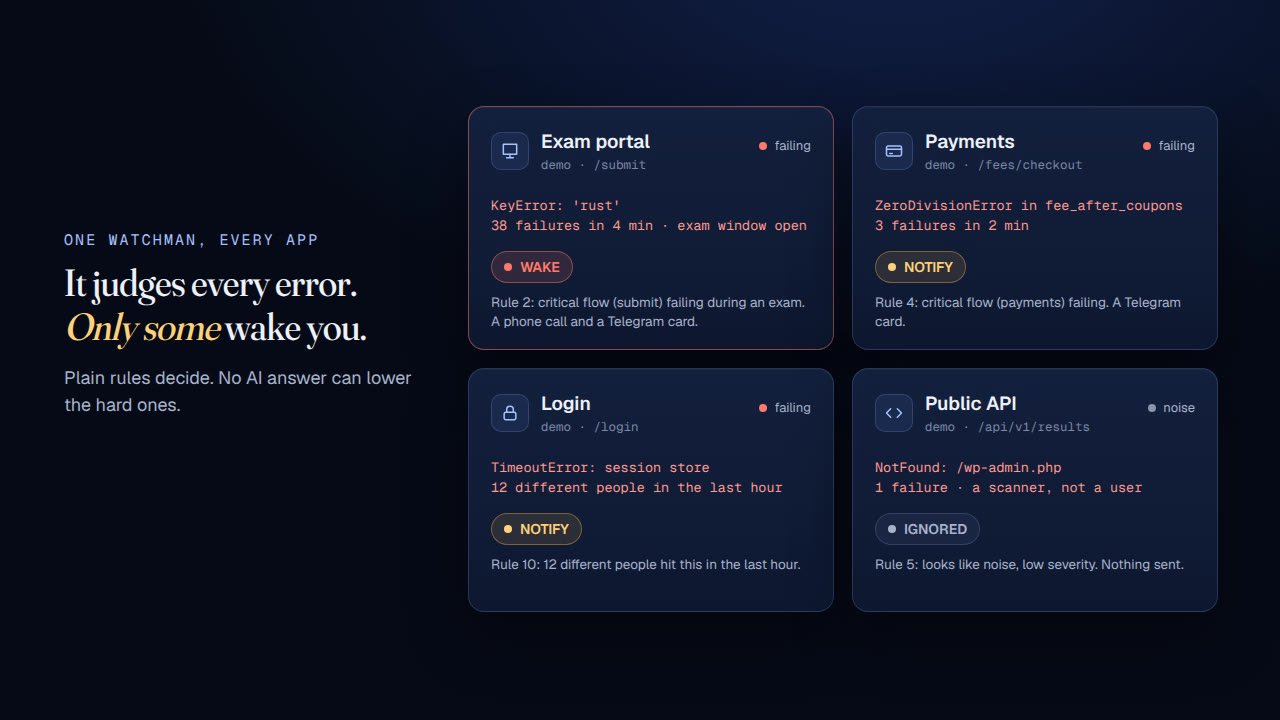 ONE WATCHMAN, EVERY APP
It judges every error.
Only some wake you.
Plain rules decide. No AI answer can lower
the hard ones.
Exam portal
demo · /submit
failing
KeyError: 'rust'
38 failures in 4 min · exam window open
WAKE
Rule 2: critical flow (submit) failing during an exam.
A phone call and a Telegram card.
Payments
demo · /fees/checkout
failing
ZeroDivisionError in fee_after_coupons
3 failures in 2 min
NOTIFY
Rule 4: critical flow (payments) failing. A Telegram
card.
Login
demo · /login
failing
TimeoutError: session store
12 different people in the last hour
NOTIFY
Rule 10: 12 different people hit this in the last hour.
Public API
demo · /api/v1/results
noise
NotFound: /wp-admin.php
1 failure · a scanner, not a user
IGNORED
Rule 5: looks like noise, low severity. Nothing sent.